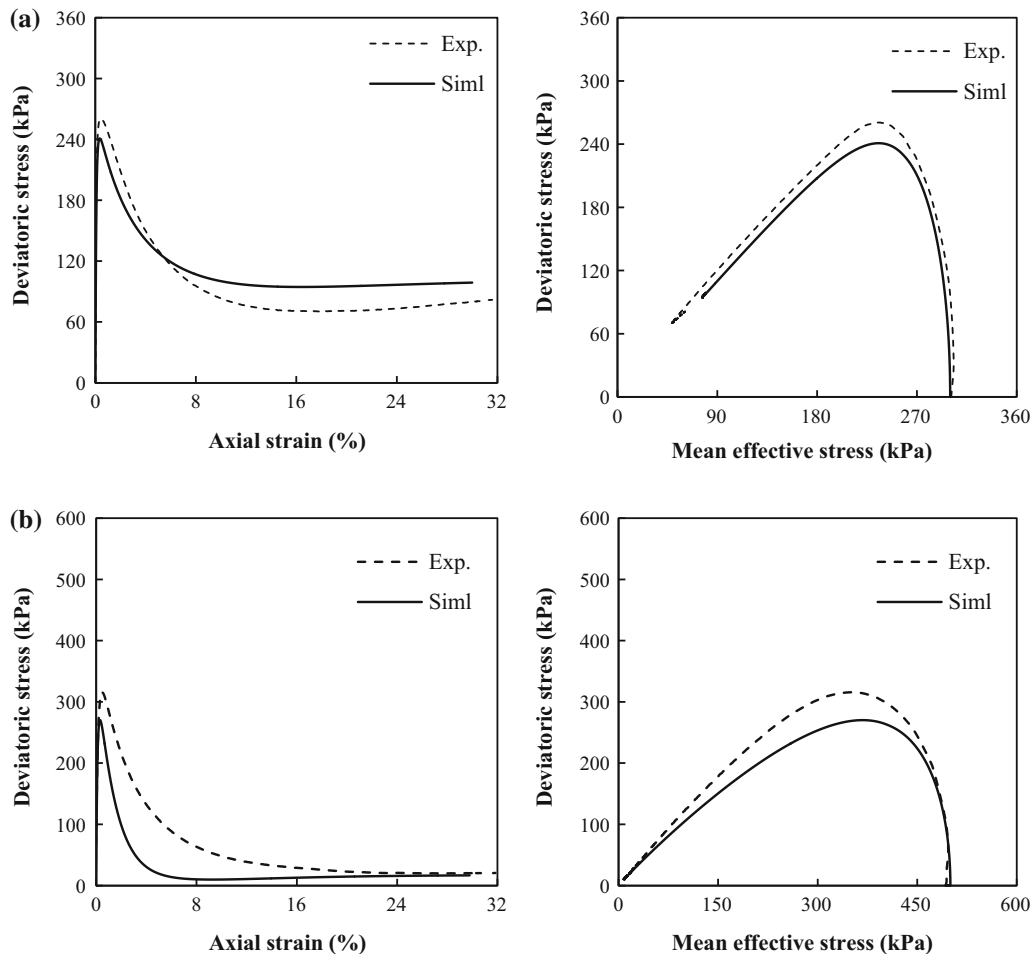 (a)
360
300
240
180
120
60
0
Deviatoric stress (kPa)
Exp.
Siml
0 8 16 24 32
Axial strain (%)
360
300
240
180
120
60
0
Deviatoric stress (kPa)
Exp.
Siml
0 90 180 270 360
Mean effective stress (kPa)
(b)
600
500
400
300
200
100
0
Deviatoric stress (kPa)
Exp.
Siml
0 8 16 24 32
Axial strain (%)
600
500
400
300
200
100
0
Deviatoric stress (kPa)
Exp.
Siml
0 150 300 450 600
Mean effective stress (kPa)